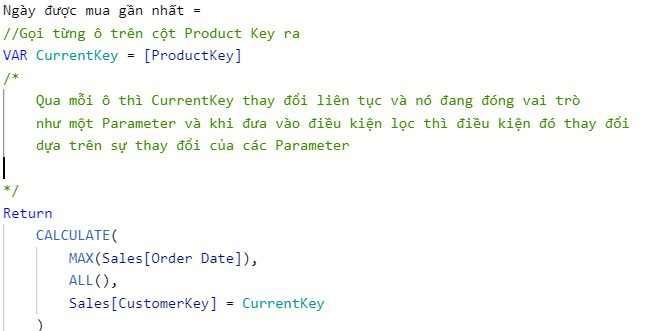 Ngày được mua gần nhất =
//Gọi từng ô trên cột Product Key ra
VAR CurrentKey = [ProductKey]
/*
Qua mỗi ô thì CurrentKey thay đổi liên tục và nó đang đóng vai trò
như một Parameter và khi đưa vào điều kiện lọc thì điều kiện đó thay đổi
dựa trên sự thay đổi của các Parameter
*/
Return
CALCULATE(
MAX(Sales[Order Date]),
ALL(),
Sales[CustomerKey] = CurrentKey
)